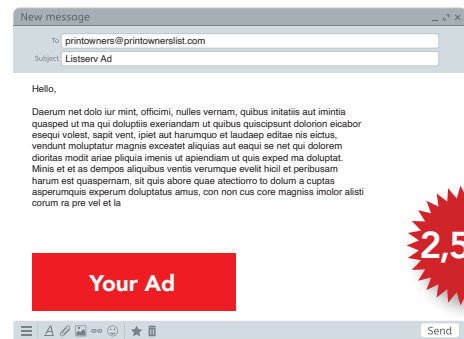 New message
To printowners@printownerslist.com
Subject Listserv Ad
Hello,
Daerum net dolo iur mint, officimi, nulles vernam, quibus initatiis aut imintia
quasped ut ma qui doluptiis exeriandam ut quibus quiscipsunt dolorion eicabor
esequi volest, sapit vent, ipiet aut harumquo et laudaep editae nis eictus,
vendunt moluptatur magnis exceatet aliquias aut eaqui se net qui dolorem
dioritas modit ariae pliquia imenis ut apiendiam ut quis exped ma doluptat.
Minis et et as dempos aliquibus ventis verumque evelit hicil et peribusam
harum est quaspernam, sit quis abore quae atectiorro to dolum a cuptas
asperumquis experum doluptatus amus, con non cus core magniss imolor alisti
corum ra pre vel et la
2,5
Your Ad
Send